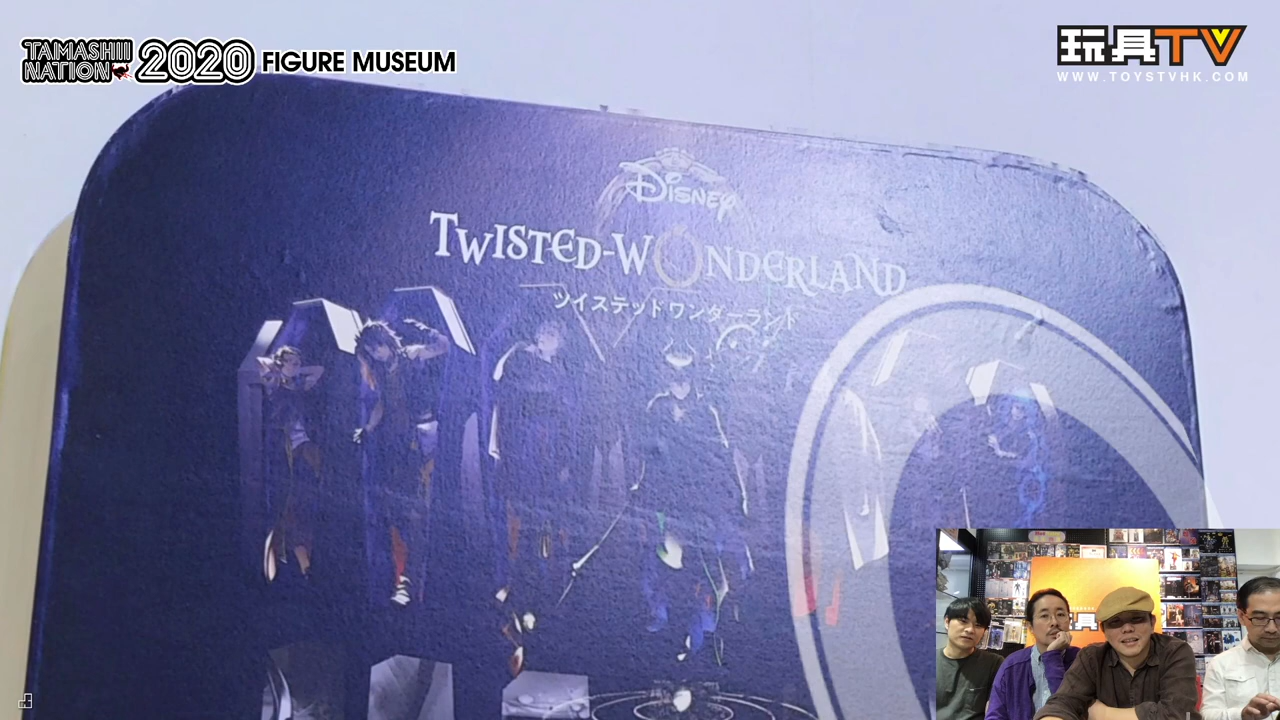 TAMASHII NATION 2020 FIGURE MUSEUM
玩具TV
WWW.TOYSTVHK.COM
DISNEY
TWISTED-WONDERLAND
ツイステッドワンダーランド